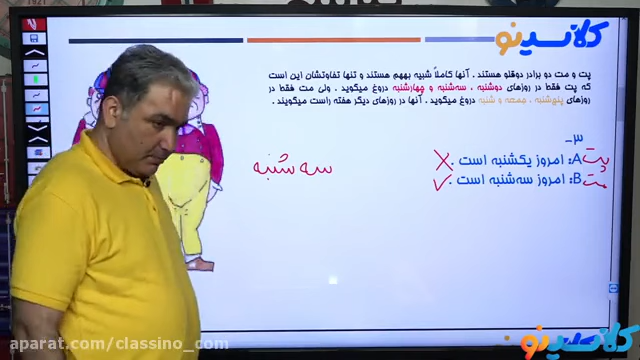 کلاسینو
پت و مت دو برادر دوقلو هستند . آنها کاملاً شبیه بههم هستند و تنها تفاوتشان این است
که پت فقط در روزهای دوشنبه ، سه‌شنبه و چهارشنبه دروغ میگوید . ولی مت فقط در
روزهای پنج‌شنبه ، جمعه و شنبه دروغ میگوید . آنها در روزهای دیگر هفته راست میگویند .
۳-
پت A: امروز یکشنبه است . X
مت B: امروز سه‌شنبه است . ✓
سه شنبه
aparat.com/classino_com
کلاسینو